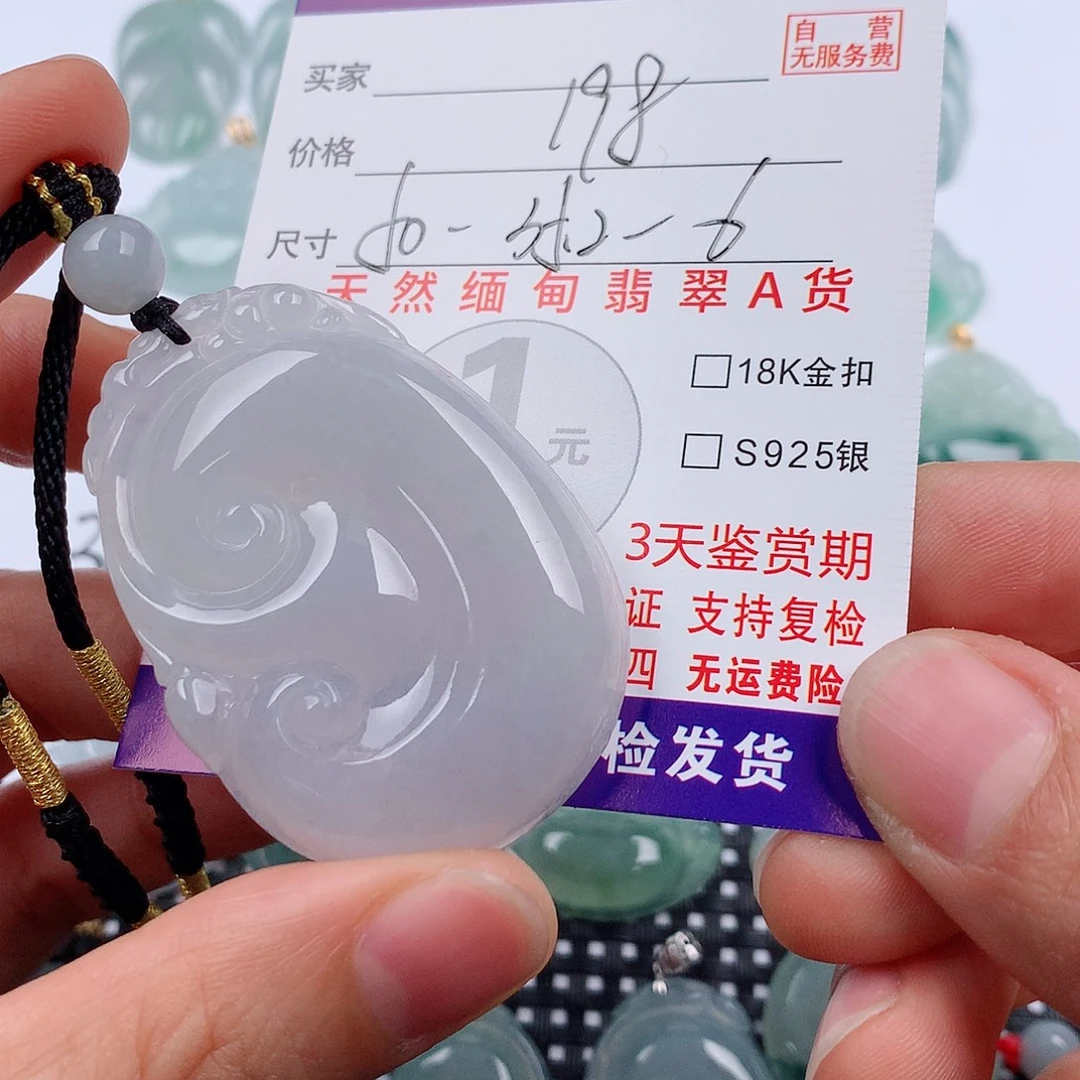 自 营
无服务费
买家
价格 198
尺寸
天然缅甸翡翠A货
1元
18K金扣
S925银
3天鉴赏期
证 支持复检
四 无运费险
检发货